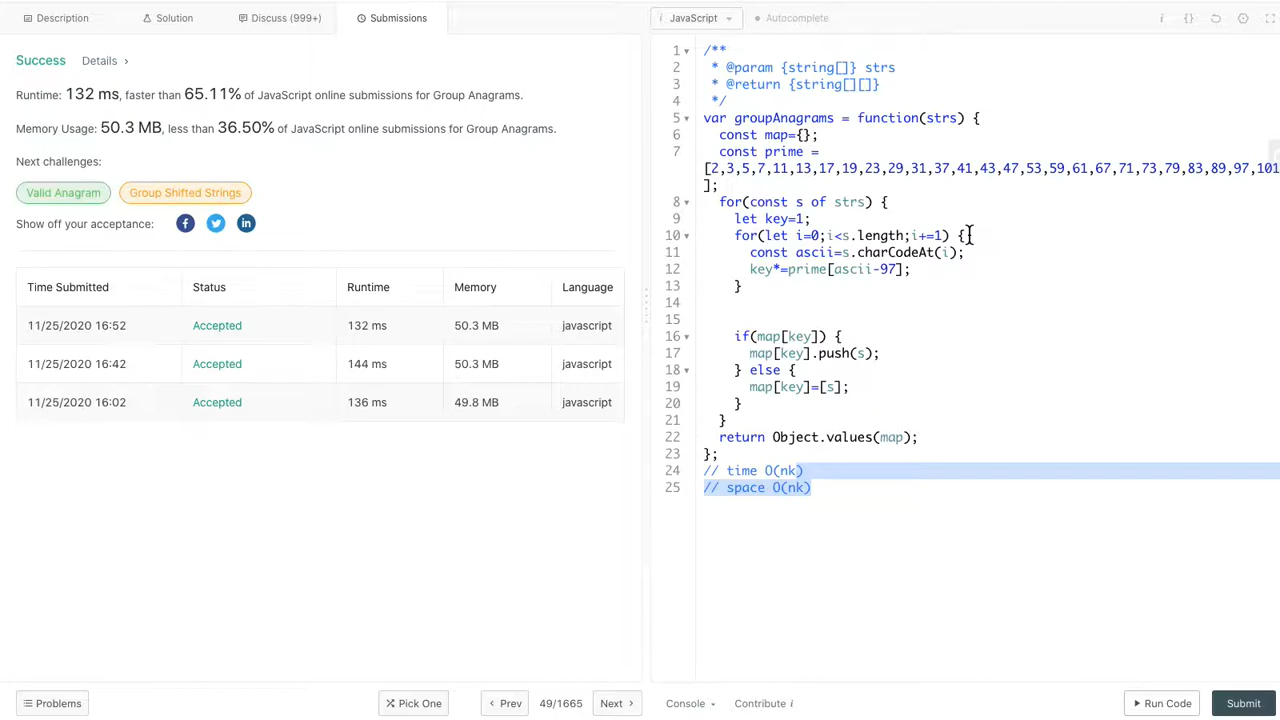 Description
Solution
Discuss (999+)
Submissions
Success
Details ›
Runtime: 132 ms, faster than 65.11% of JavaScript online submissions for Group Anagrams.
Memory Usage: 50.3 MB, less than 36.50% of JavaScript online submissions for Group Anagrams.
Next challenges:
Valid Anagram
Group Shifted Strings
Show off your acceptance:
Time Submitted Status Runtime Memory Language
11/25/2020 16:52 Accepted 132 ms 50.3 MB javascript
11/25/2020 16:42 Accepted 144 ms 50.3 MB javascript
11/25/2020 16:02 Accepted 136 ms 49.8 MB javascript
Problems
Pick One
‹ Prev
49/1665
Next ›
i JavaScript
Autocomplete
i {}
1 /**
2 * @param {string[]} strs
3 * @return {string[][]}
4 */
5 var groupAnagrams = function(strs) {
6 const map={};
7 const prime =
[2,3,5,7,11,13,17,19,23,29,31,37,41,43,47,53,59,61,67,71,73,79,83,89,97,101
];
8 for(const s of strs) {
9 let key=1;
10 for(let i=0;i<s.length;i+=1) {
11 const ascii=s.charCodeAt(i);
12 key*=prime[ascii-97];
13 }
14
15
16 if(map[key]) {
17 map[key].push(s);
18 } else {
19 map[key]=[s];
20 }
21 }
22 return Object.values(map);
23 };
24 // time O(nk)
25 // space O(nk)
Console
Contribute i
Run Code
Submit